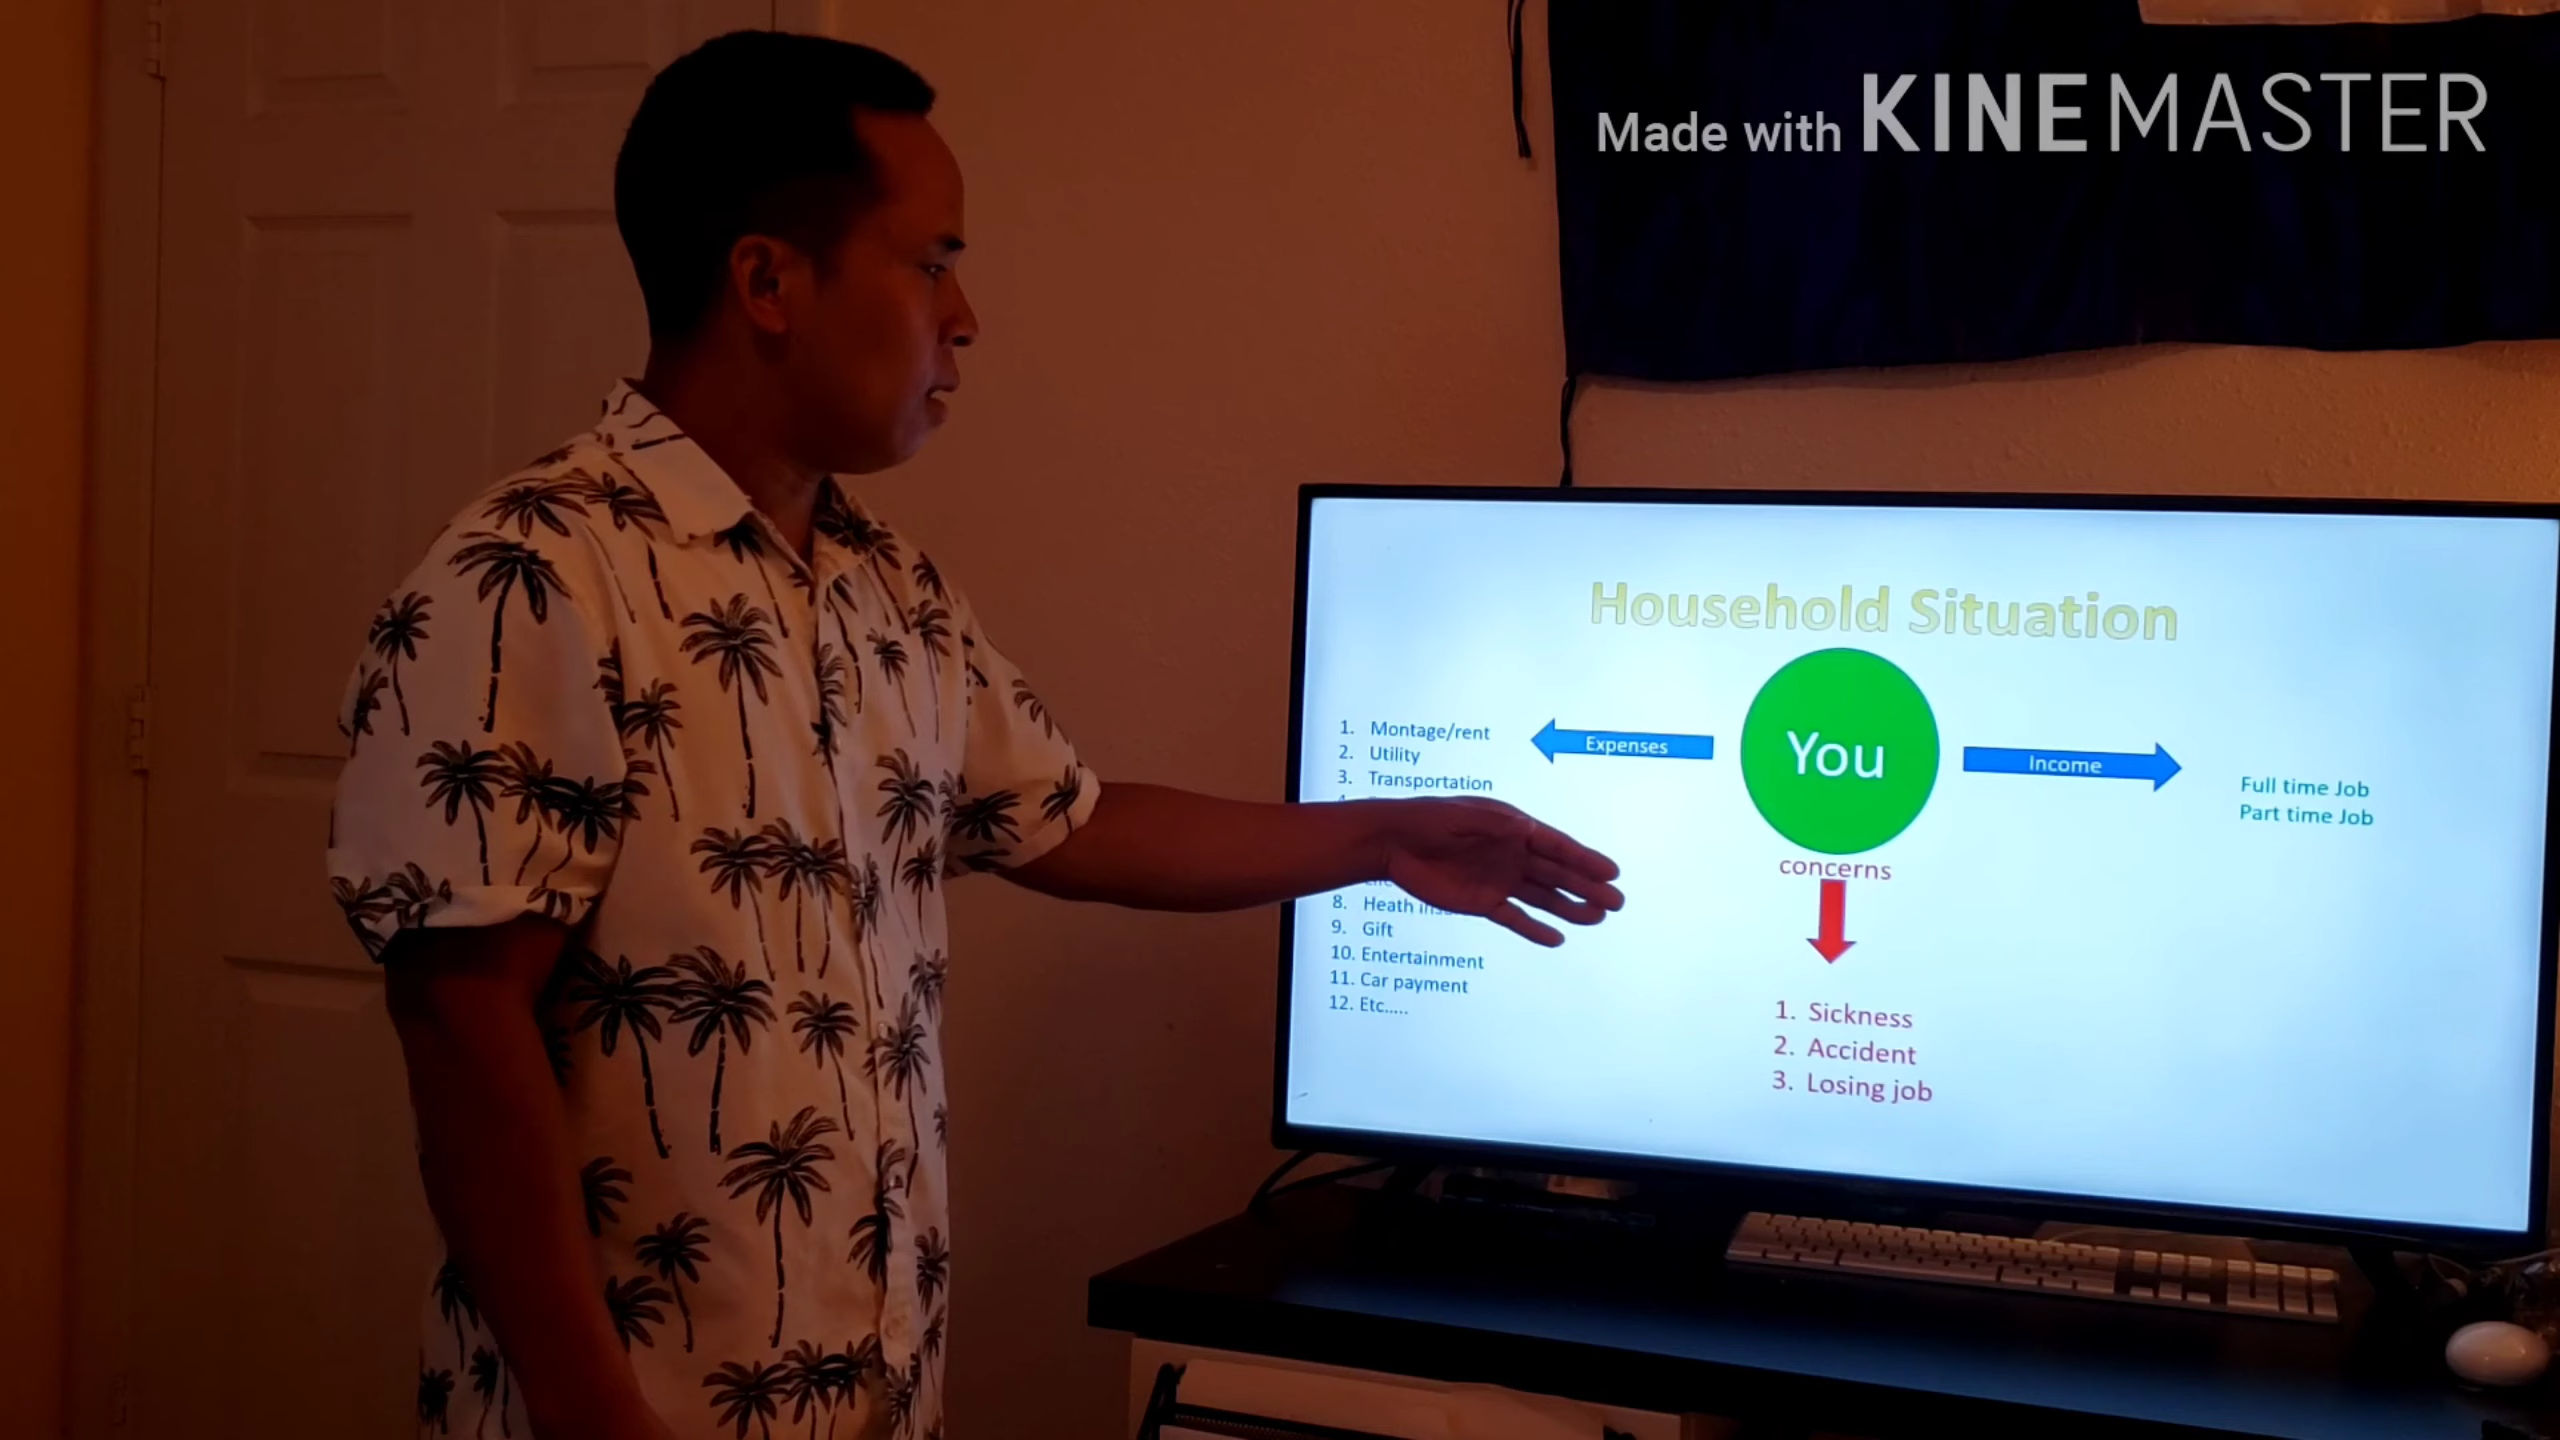 Made with KINEMASTER
Household Situation
1. Montage/rent
2. Utility
3. Transportation
8. Heath
9. Gift
10. Entertainment
11. Car payment
12. Etc.....
Expenses
You
Income
Full time Job
Part time Job
concerns
1. Sickness
2. Accident
3. Losing job